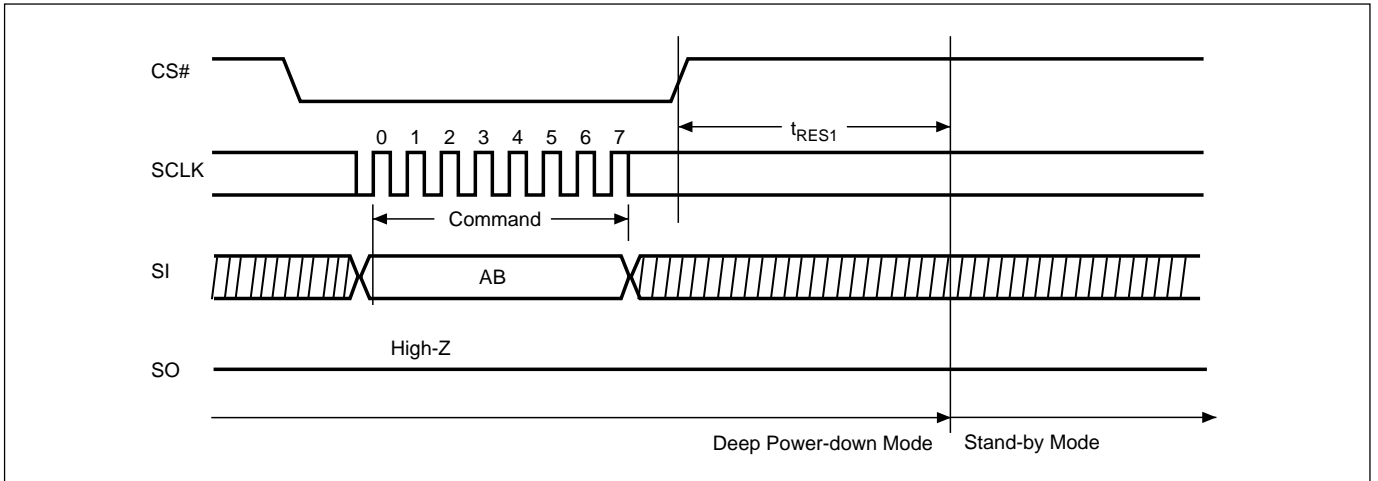 CS#
tRES1
0 1 2 3 4 5 6 7
SCLK
Command
SI
AB
High-Z
SO
Deep Power-down Mode
Stand-by Mode